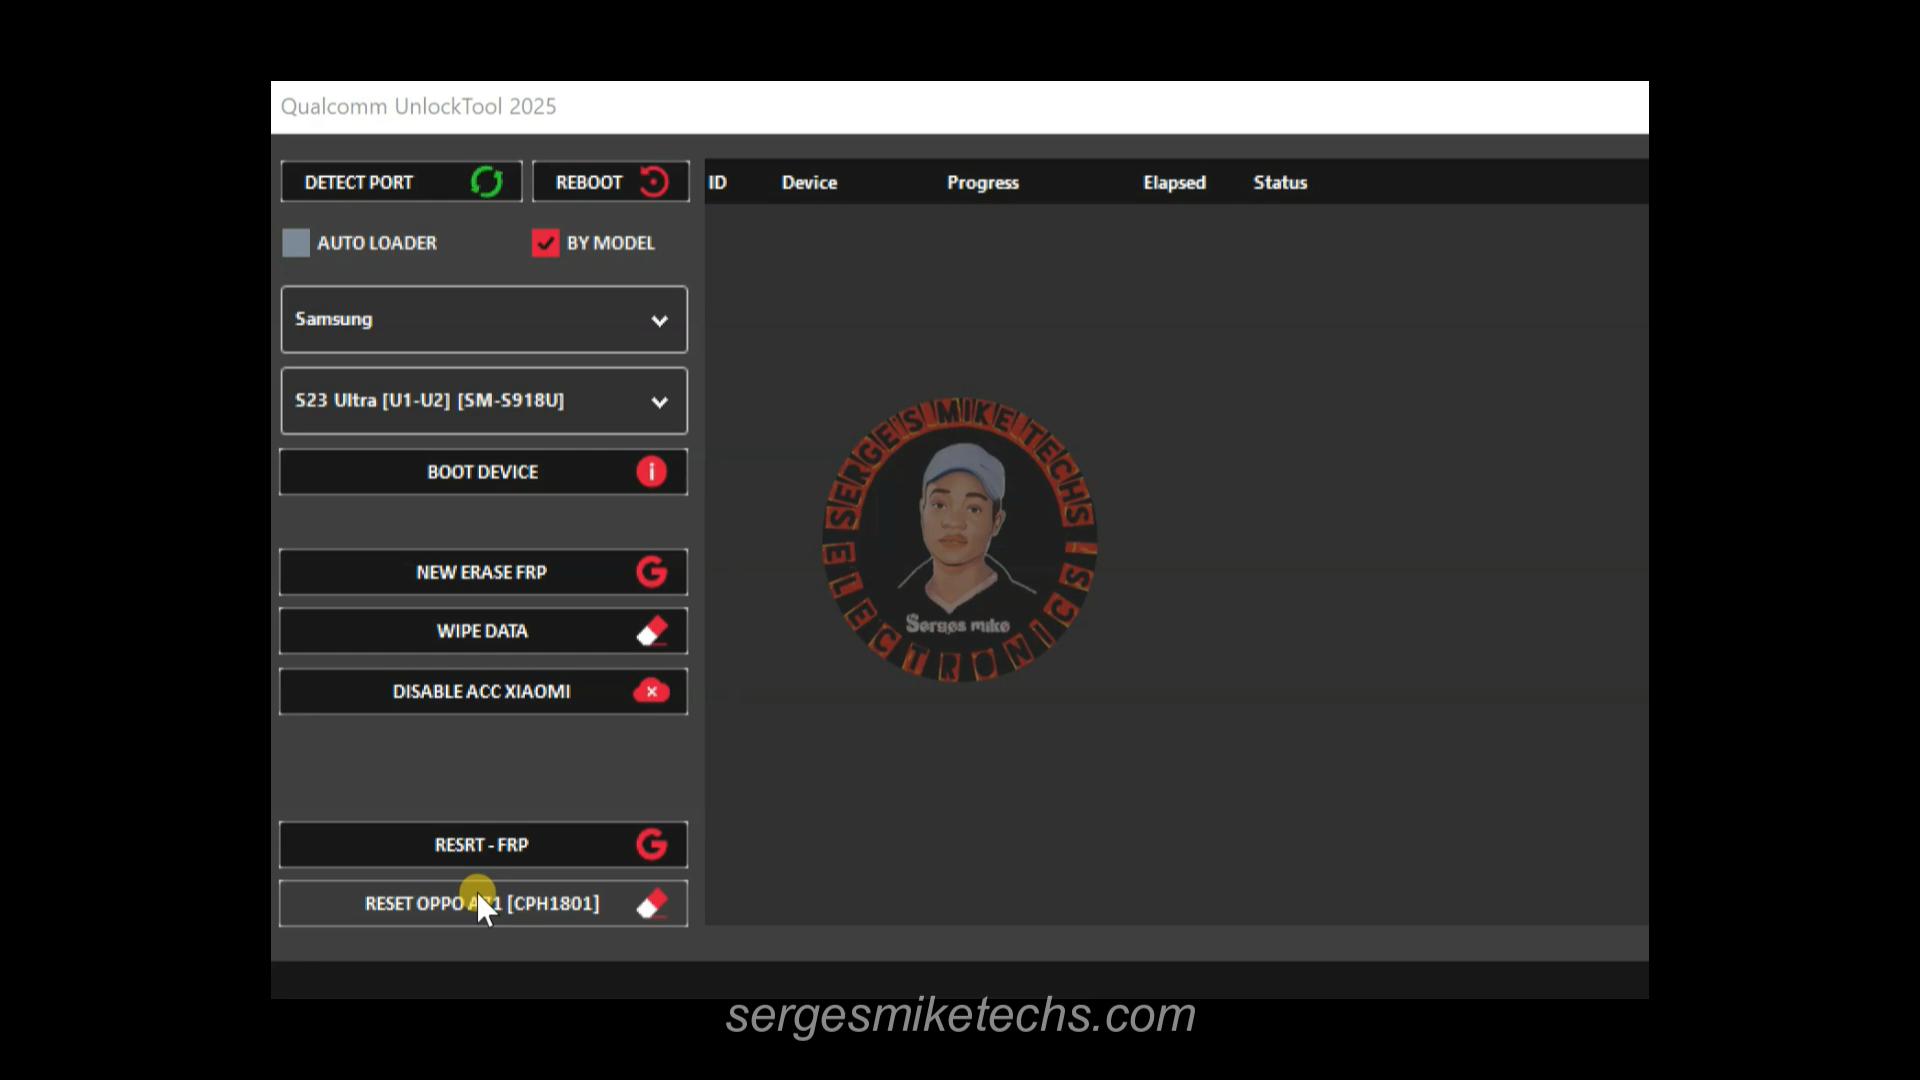 Qualcomm UnlockTool 2025
DETECT PORT
REBOOT
ID Device Progress Elapsed Status
AUTO LOADER
BY MODEL
Samsung
S23 Ultra [U1-U2] [SM-S918U]
BOOT DEVICE
NEW ERASE FRP
WIPE DATA
DISABLE ACC XIAOMI
RESRT - FRP
RESET OPPO [CPH1801]
SERGE'S MIKE TECHS
Serges mike
ELECTRONICS
sergesmiketechs.com